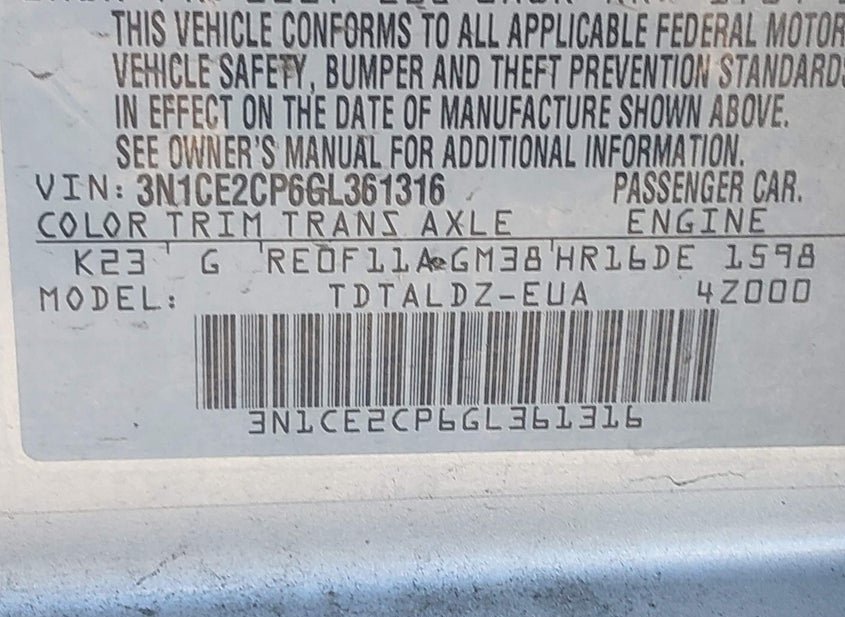 THIS VEHICLE CONFORMS TO ALL APPLICABLE FEDERAL MOTOR
VEHICLE SAFETY, BUMPER AND THEFT PREVENTION STANDARDS
IN EFFECT ON THE DATE OF MANUFACTURE SHOWN ABOVE.
SEE OWNER'S MANUAL FOR ADDITIONAL INFORMATION.
VIN: 3N1CE2CP6GL361316 PASSENGER CAR.
COLOR TRIM TRANS AXLE ENGINE
K23 G RE0F11A GM38 HR16DE 1598
MODEL: TDTALDZ-EUA 4Z000
3N1CE2CP6GL361316